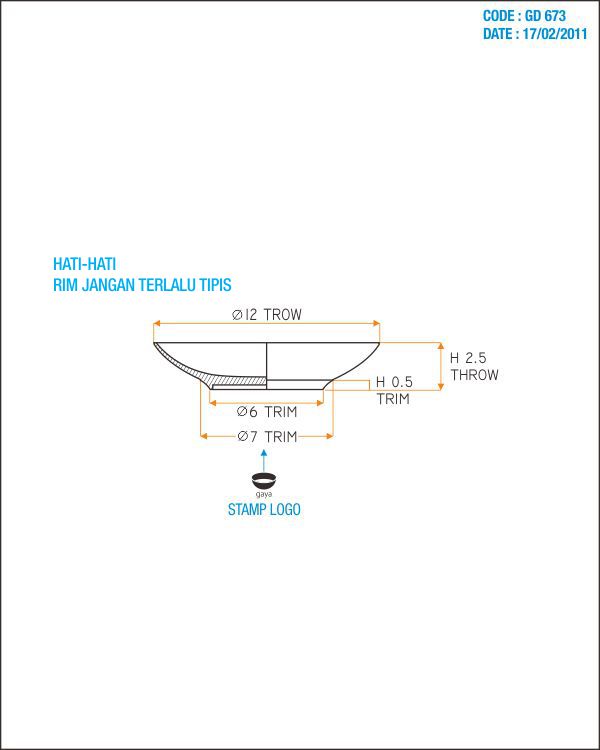 CODE : GD 673
DATE : 17/02/2011
HATI-HATI
RIM JANGAN TERLALU TIPIS
Ø12 TROW
H 2.5
THROW
H 0.5
TRIM
Ø6 TRIM
Ø7 TRIM
gaya
STAMP LOGO